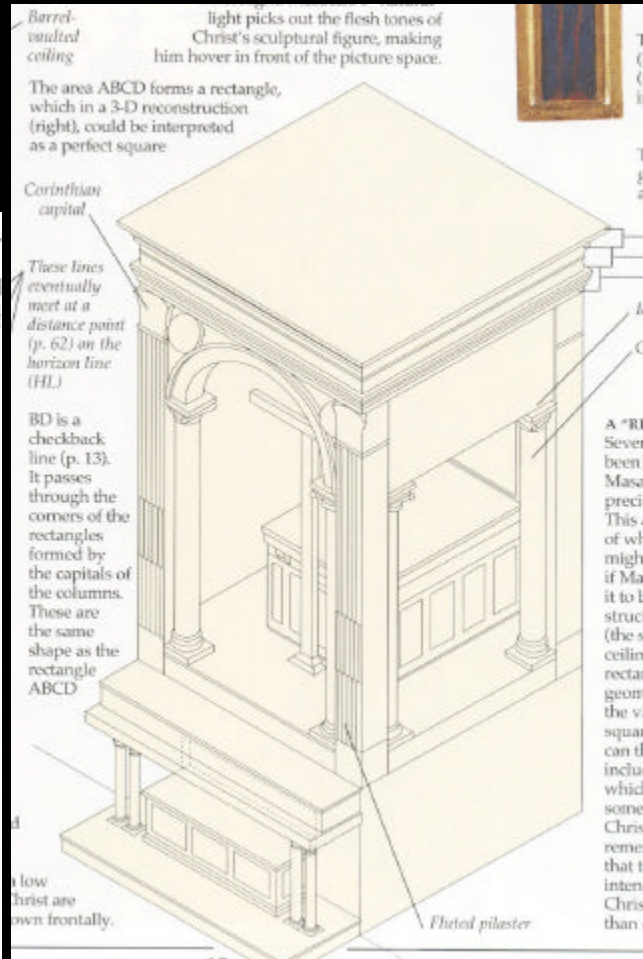 Barrel-
vaulted
ceiling
light picks out the flesh tones of
Christ's sculptural figure, making
him hover in front of the picture space.
The area ABCD forms a rectangle,
which in a 3-D reconstruction
(right), could be interpreted
as a perfect square
Corinthian
capital
These lines
eventually
meet at a
distance point
(p. 62) on the
horizon line
(HL)
BD is a
checkback
line (p. 13).
It passes
through the
corners of the
rectangles
formed by
the capitals of
the columns.
These are
the same
shape as the
rectangle
ABCD
low
Christ are
own frontally.
Fluted pilaster
A "RE
Sever
been
Masa
preci
This a
of wh
migh
if Ma
it to b
struc
(the s
ceilin
recta
geom
the v
squar
can th
inclu
which
some
Chris
reme
that t
inten
Chris
than